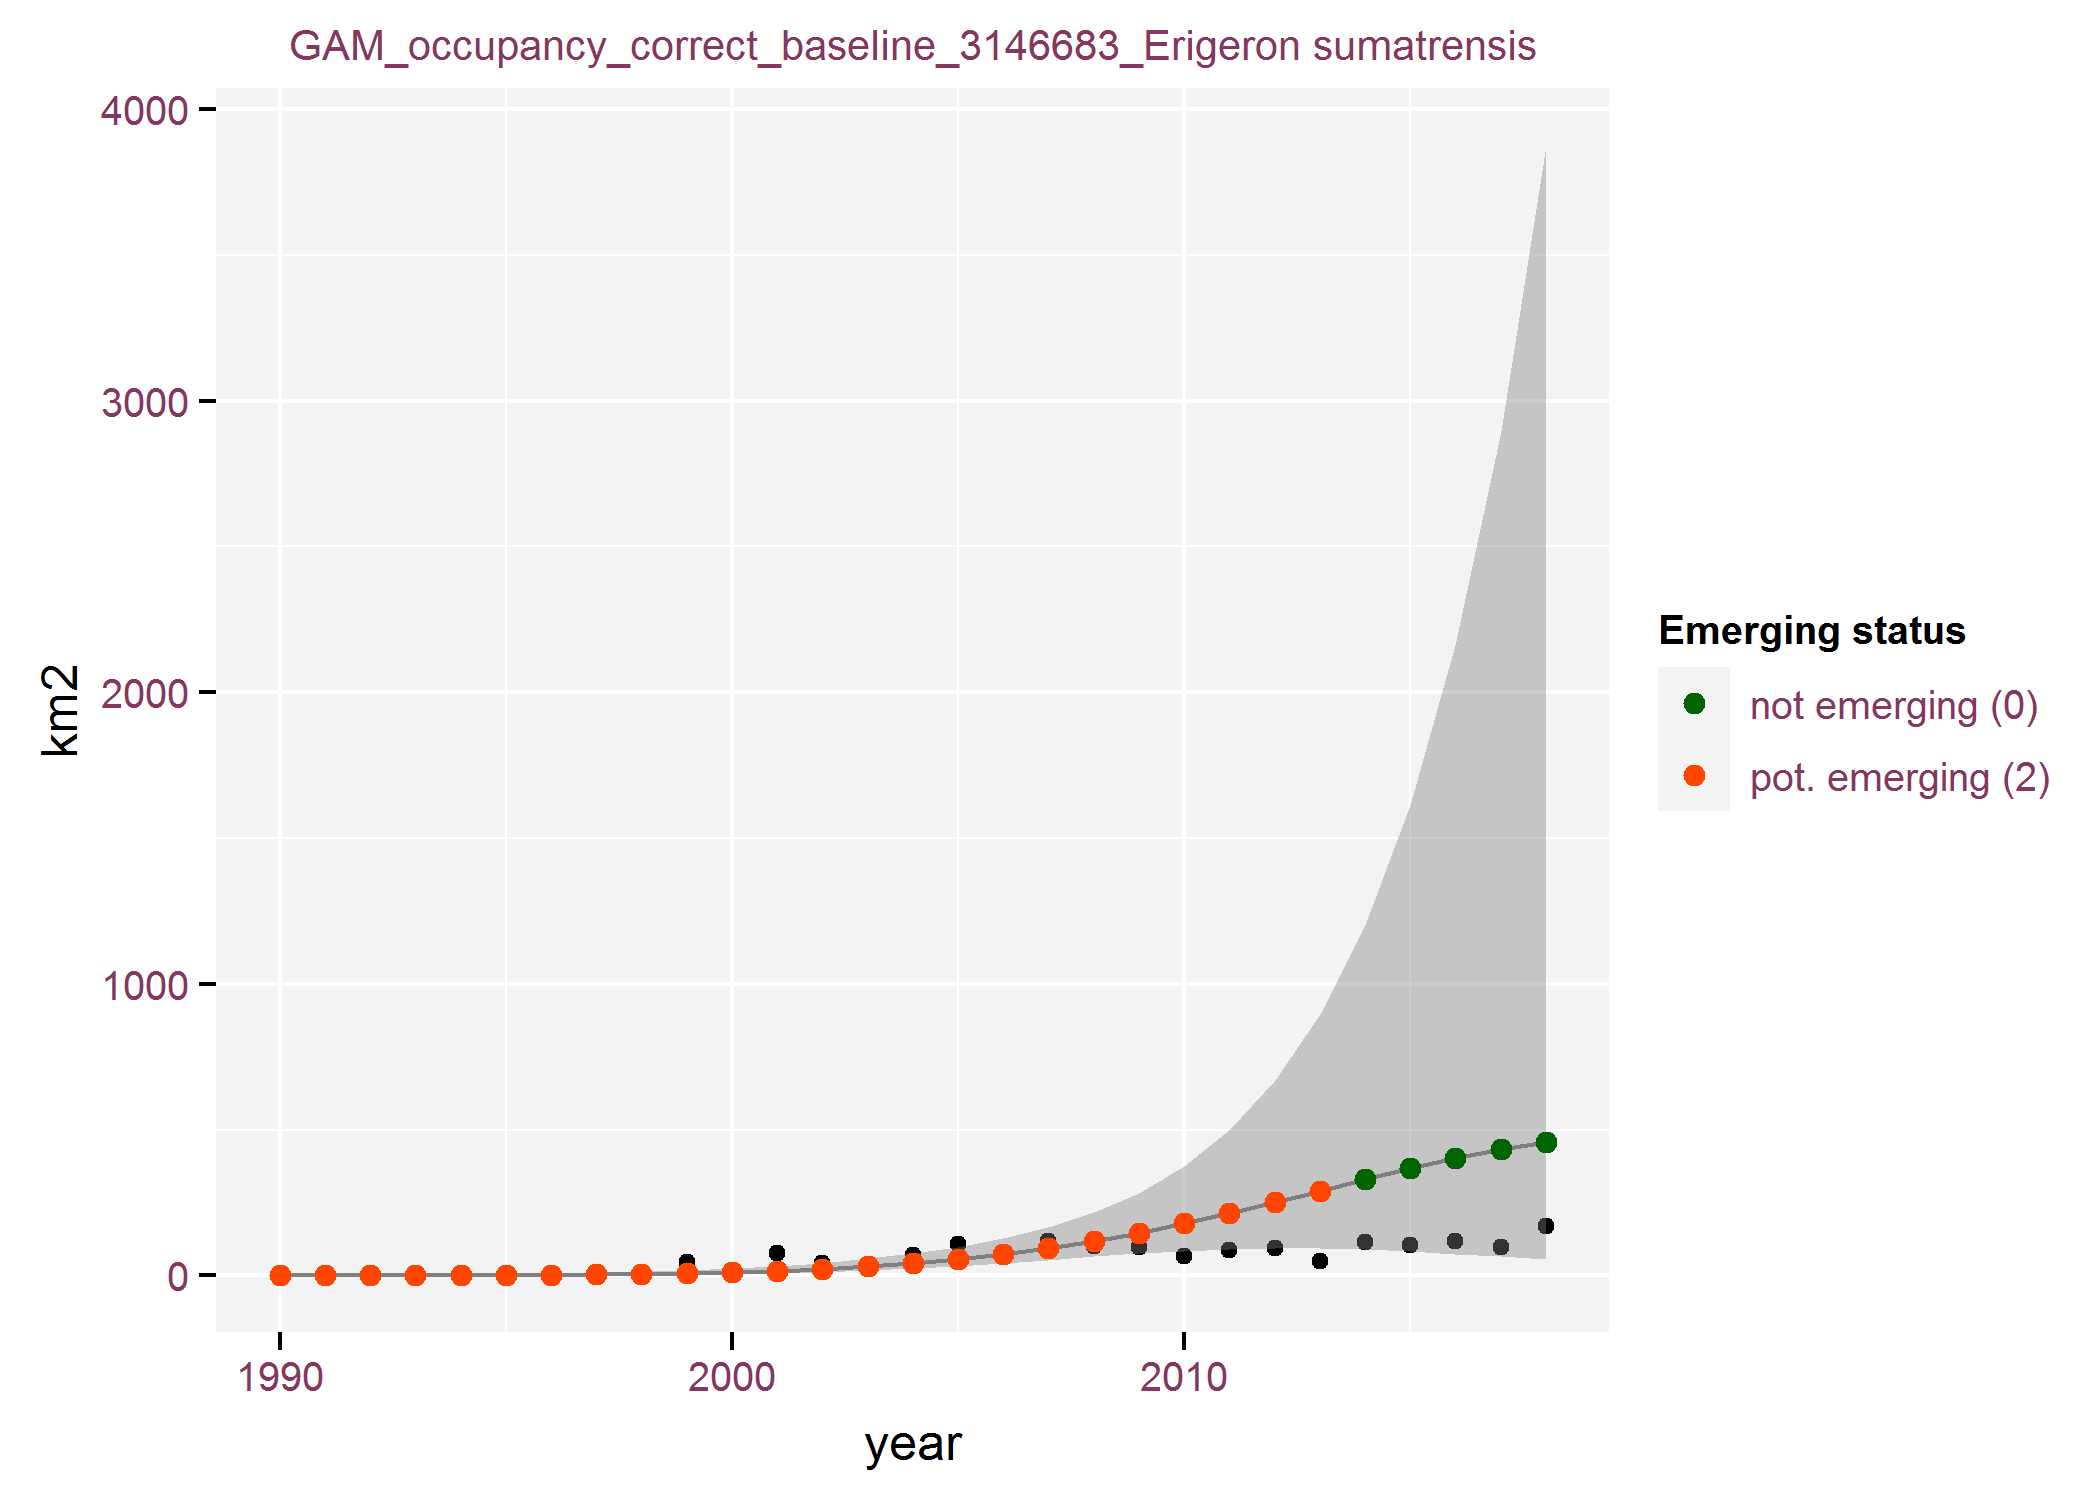 GAM_occupancy_correct_baseline_3146683_Erigeron sumatrensis
4000
3000
2000
1000
0
km2
1990 2000 2010
year
Emerging status
not emerging (0)
pot. emerging (2)